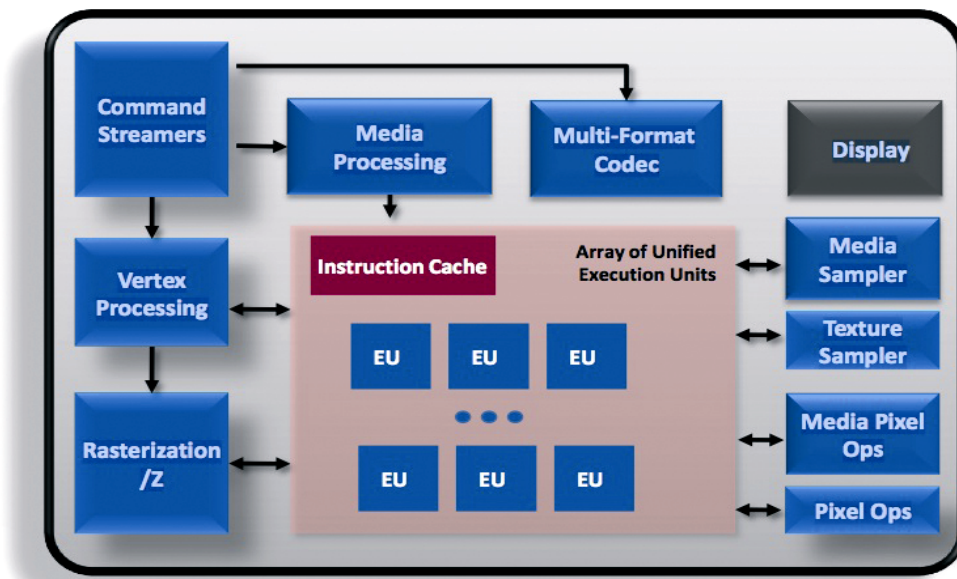 Command
Streamers
Media
Processing
Multi-Format
Codec
Display
Vertex
Processing
Instruction Cache
Array of Unified
Execution Units
Media
Sampler
EU
EU
EU
Texture
Sampler
Rasterization
/Z
EU
EU
EU
Media Pixel
Ops
Pixel Ops